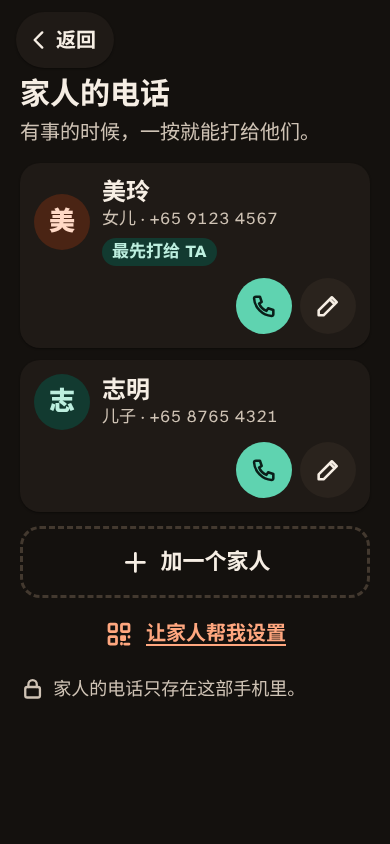 返回
家人的电话
有事的时候，一按就能打给他们。
美
美玲
女儿 · +65 9123 4567
最先打给 TA
志
志明
儿子 · +65 8765 4321
加一个家人
让家人帮我设置
家人的电话只存在这部手机里。